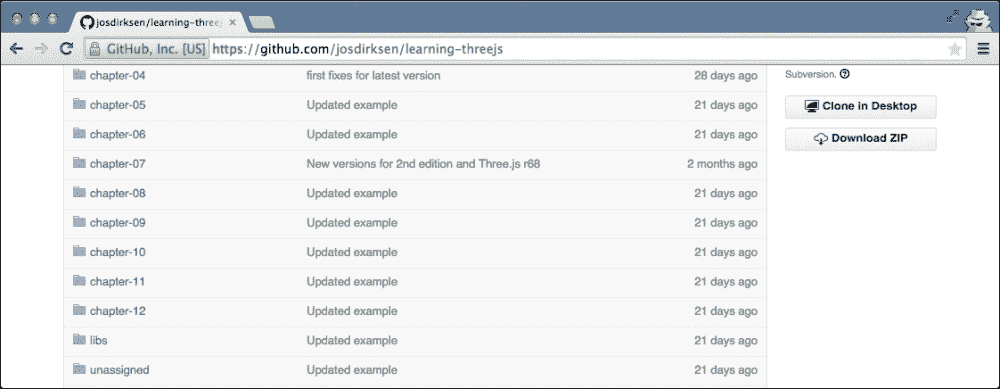 josdirksen/learning-threej
GitHub, Inc. [US] https://github.com/josdirksen/learning-threejs
chapter-04 first fixes for latest version 28 days ago
Subversion.
chapter-05 Updated example 21 days ago
Clone in Desktop
chapter-06 Updated example 21 days ago
Download ZIP
chapter-07 New versions for 2nd edition and Three.js r68 2 months ago
chapter-08 Updated example 21 days ago
chapter-09 Updated example 21 days ago
chapter-10 Updated example 21 days ago
chapter-11 Updated example 21 days ago
chapter-12 Updated example 21 days ago
libs Updated example 21 days ago
unassigned Updated example 21 days ago